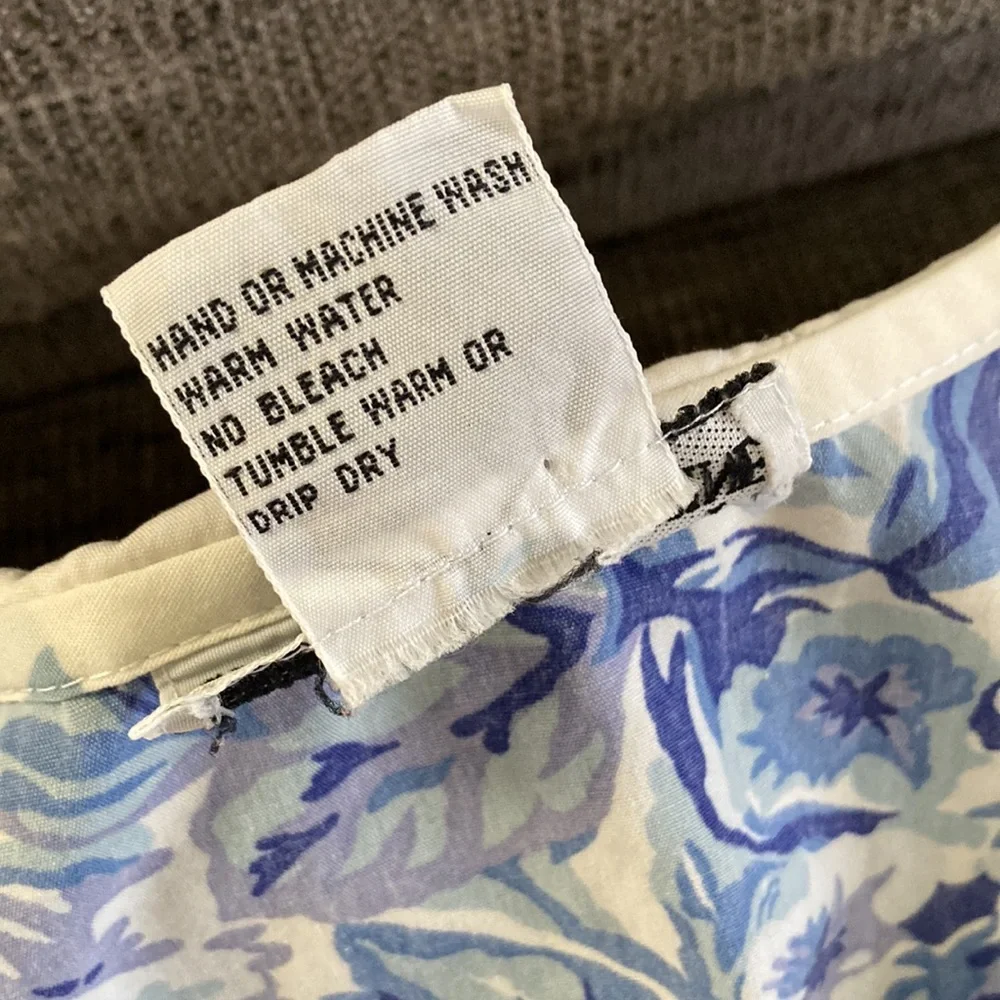 HAND OR MACHINE WASH
WARM WATER
NO BLEACH
TUMBLE WARM OR
DRIP DRY